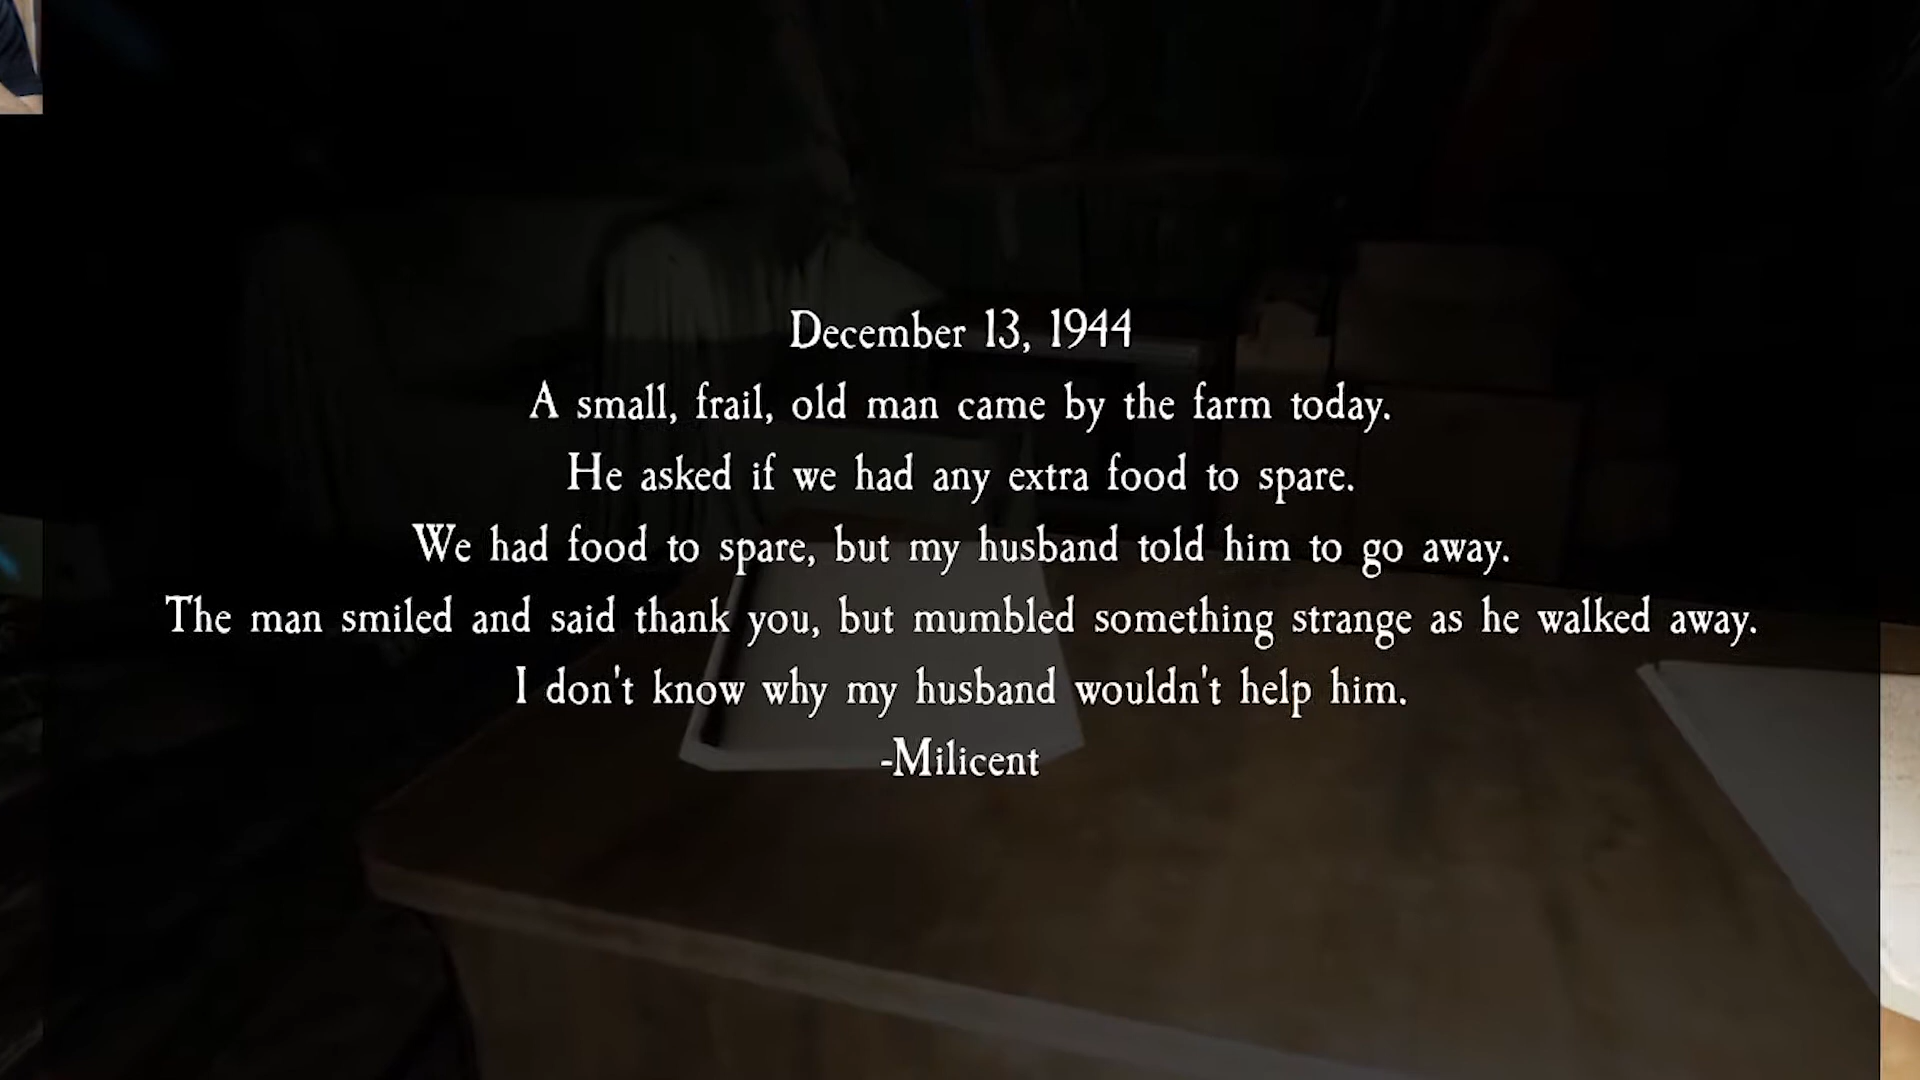 December 13, 1944
A small, frail, old man came by the farm today.
He asked if we had any extra food to spare.
We had food to spare, but my husband told him to go away.
The man smiled and said thank you, but mumbled something strange as he walked away.
I don't know why my husband wouldn't help him.
-Milicent